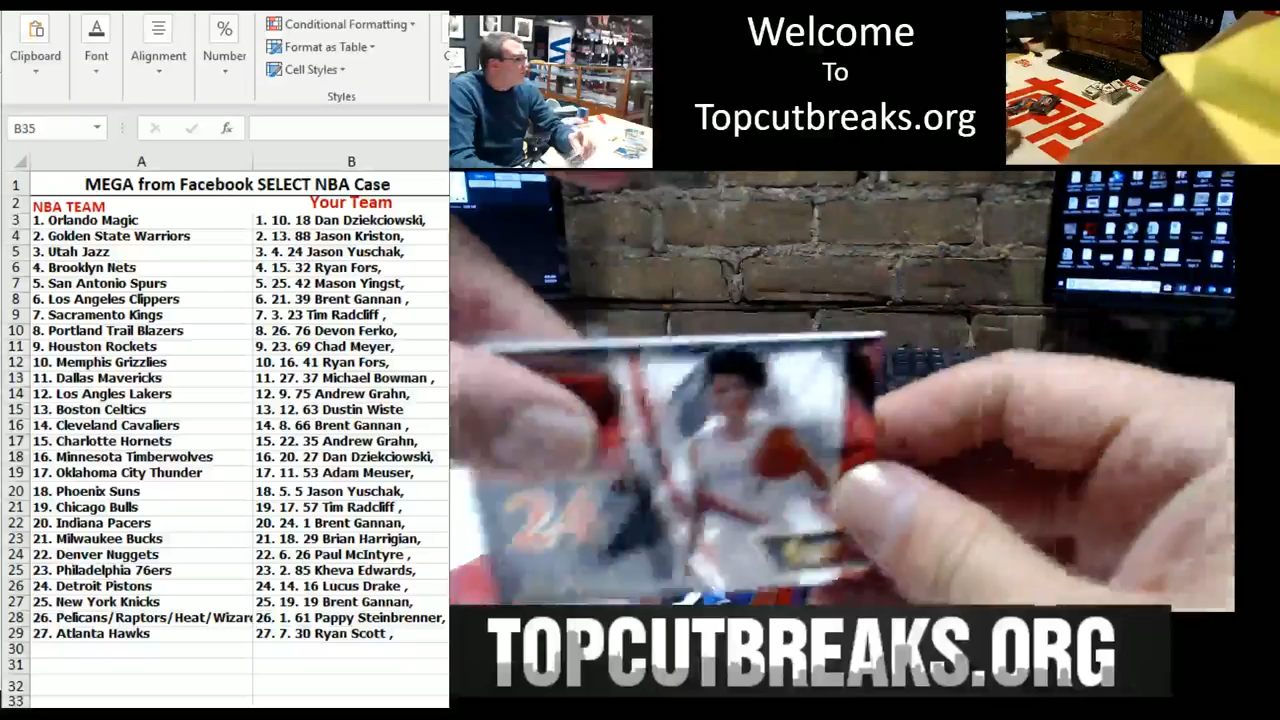 Conditional Formatting
Format as Table
Cell Styles
Clipboard
Font
Alignment
Number
Styles
B35
fx
A B
1 MEGA from Facebook SELECT NBA Case
2 NBA TEAM Your Team
3 1. Orlando Magic 1. 10. 18 Dan Dziekciowski,
4 2. Golden State Warriors 2. 13. 88 Jason Kriston,
5 3. Utah Jazz 3. 4. 24 Jason Yuschak,
6 4. Brooklyn Nets 4. 15. 32 Ryan Fors,
7 5. San Antonio Spurs 5. 25. 42 Mason Yingst,
8 6. Los Angeles Clippers 6. 21. 39 Brent Gannan ,
9 7. Sacramento Kings 7. 3. 23 Tim Radcliff ,
10 8. Portland Trail Blazers 8. 26. 76 Devon Ferko,
11 9. Houston Rockets 9. 23. 69 Chad Meyer,
12 10. Memphis Grizzlies 10. 16. 41 Ryan Fors,
13 11. Dallas Mavericks 11. 27. 37 Michael Bowman ,
14 12. Los Angles Lakers 12. 9. 75 Andrew Grahn,
15 13. Boston Celtics 13. 12. 63 Dustin Wiste
16 14. Cleveland Cavaliers 14. 8. 66 Brent Gannan ,
17 15. Charlotte Hornets 15. 22. 35 Andrew Grahn,
18 16. Minnesota Timberwolves 16. 20. 27 Dan Dziekciowski,
19 17. Oklahoma City Thunder 17. 11. 53 Adam Meuser,
20 18. Phoenix Suns 18. 5. 5 Jason Yuschak,
21 19. Chicago Bulls 19. 17. 57 Tim Radcliff ,
22 20. Indiana Pacers 20. 24. 1 Brent Gannan,
23 21. Milwaukee Bucks 21. 18. 29 Brian Harrigian,
24 22. Denver Nuggets 22. 6. 26 Paul McIntyre ,
25 23. Philadelphia 76ers 23. 2. 85 Kheva Edwards,
26 24. Detroit Pistons 24. 14. 16 Lucus Drake ,
27 25. New York Knicks 25. 19. 19 Brent Gannan,
28 26. Pelicans/Raptors/Heat/Wizar 26. 1. 61 Pappy Steinbrenner,
29 27. Atlanta Hawks 27. 7. 30 Ryan Scott ,
30
31
32
33
Welcome
To
Topcutbreaks.org
24
TOPCUTBREAKS.ORG